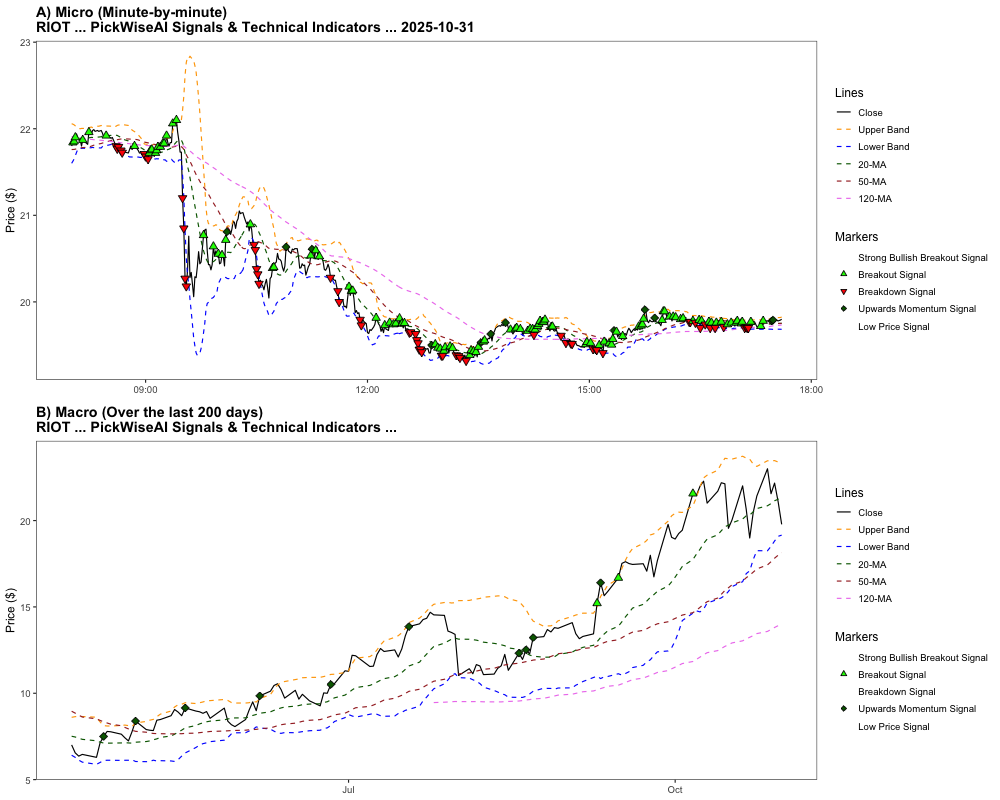 A) Micro (Minute-by-minute)
RIOT ... PickWiseAI Signals & Technical Indicators ... 2025-10-31
Price ($)
23
22
21
20
09:00
12:00
15:00
18:00
Lines
Close
Upper Band
Lower Band
20-MA
50-MA
120-MA
Markers
Strong Bullish Breakout Signal
Breakout Signal
Breakdown Signal
Upwards Momentum Signal
Low Price Signal
B) Macro (Over the last 200 days)
RIOT ... PickWiseAI Signals & Technical Indicators ...
Price ($)
20
15
10
5
Jul
Oct
Lines
Close
Upper Band
Lower Band
20-MA
50-MA
120-MA
Markers
Strong Bullish Breakout Signal
Breakout Signal
Breakdown Signal
Upwards Momentum Signal
Low Price Signal